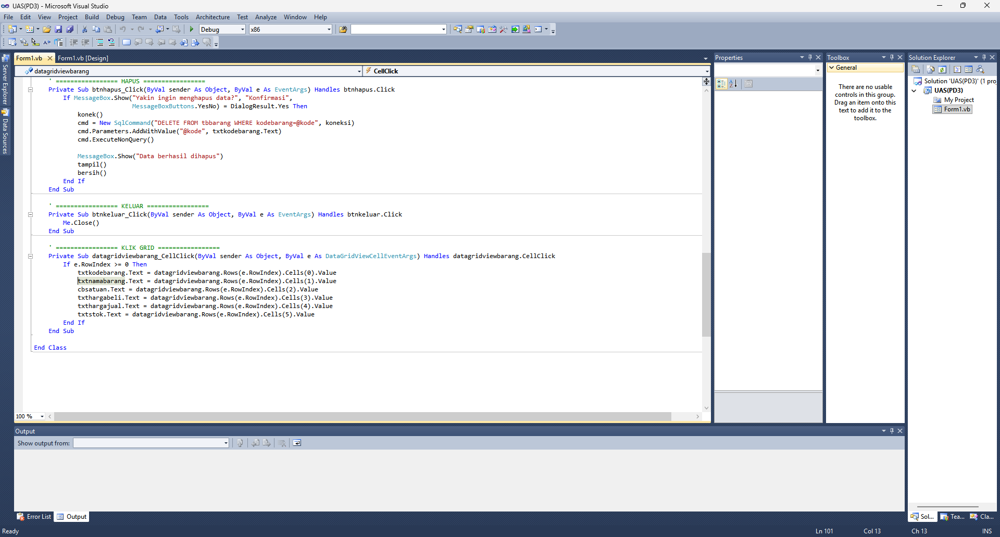 UAS(PD3) - Microsoft Visual Studio
File Edit View Project Build Debug Team Data Tools Architecture Test Analyze Window Help
Debug x86
Form1.vb Form1.vb [Design]
datagridviewbarang CellClick
Server Explorer
Data Sources
' ================= HAPUS =================
Private Sub btnhapus_Click(ByVal sender As Object, ByVal e As EventArgs) Handles btnhapus.Click
If MessageBox.Show("Yakin ingin menghapus data?", "Konfirmasi",
MessageBoxButtons.YesNo) = DialogResult.Yes Then
konek()
cmd = New SqlCommand("DELETE FROM tbbarang WHERE kodebarang=@kode", koneksi)
cmd.Parameters.AddWithValue("@kode", txtkodebarang.Text)
cmd.ExecuteNonQuery()
MessageBox.Show("Data berhasil dihapus")
tampil()
bersih()
End If
End Sub
' ================= KELUAR =================
Private Sub btnkeluar_Click(ByVal sender As Object, ByVal e As EventArgs) Handles btnkeluar.Click
Me.Close()
End Sub
' ================= KLIK GRID =================
Private Sub datagridviewbarang_CellClick(ByVal sender As Object, ByVal e As DataGridViewCellEventArgs) Handles datagridviewbarang.CellClick
If e.RowIndex >= 0 Then
txtkodebarang.Text = datagridviewbarang.Rows(e.RowIndex).Cells(0).Value
txtnamabarang.Text = datagridviewbarang.Rows(e.RowIndex).Cells(1).Value
cbsatuan.Text = datagridviewbarang.Rows(e.RowIndex).Cells(2).Value
txthargabeli.Text = datagridviewbarang.Rows(e.RowIndex).Cells(3).Value
txthargajual.Text = datagridviewbarang.Rows(e.RowIndex).Cells(4).Value
txtstok.Text = datagridviewbarang.Rows(e.RowIndex).Cells(5).Value
End If
End Sub
End Class
100 %
Properties
Toolbox
General
There are no usable
controls in this group.
Drag an item onto this
text to add it to the
toolbox.
Solution Explorer
Solution 'UAS(PD3)' (1 pro
UAS(PD3)
My Project
Form1.vb
Output
Show output from:
Error List Output
Sol... Tea... Cla...
Ready Ln 101 Col 13 Ch 13 INS